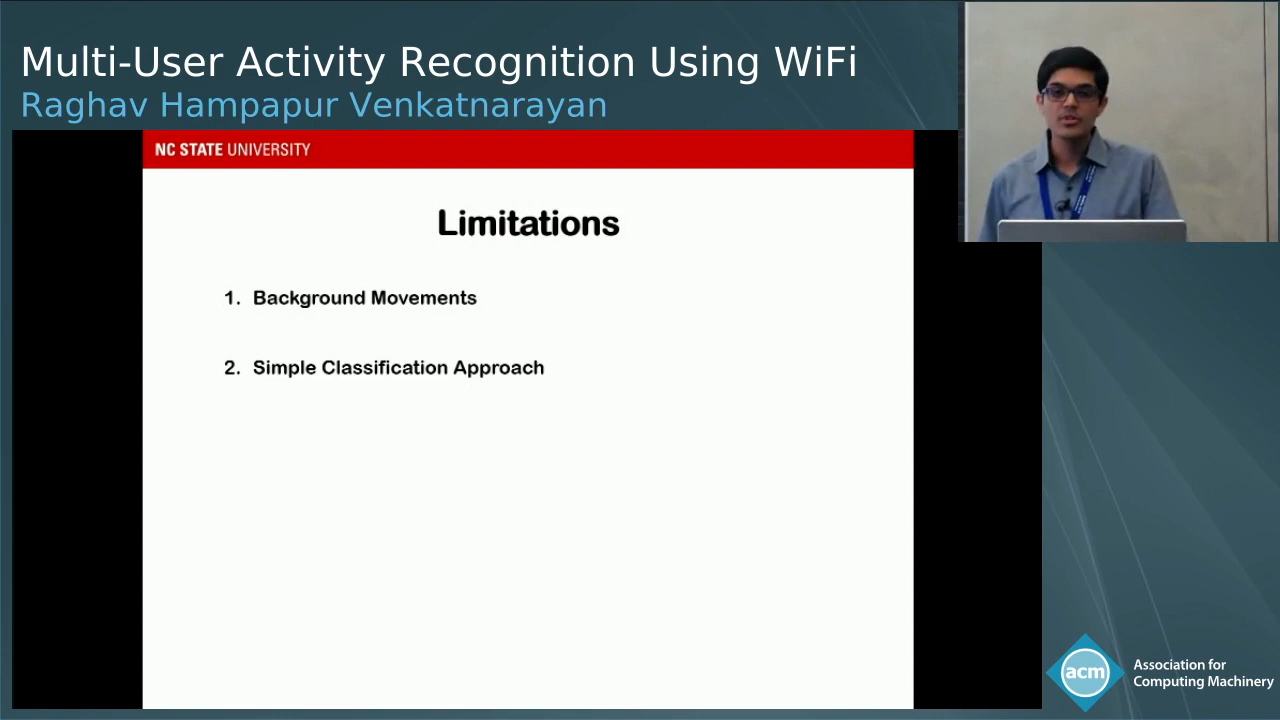 Multi-User Activity Recognition Using WiFi
Raghav Hampapur Venkatnarayan
NC STATE UNIVERSITY
Limitations
1. Background Movements
2. Simple Classification Approach
acm
Association for
Computing Machinery